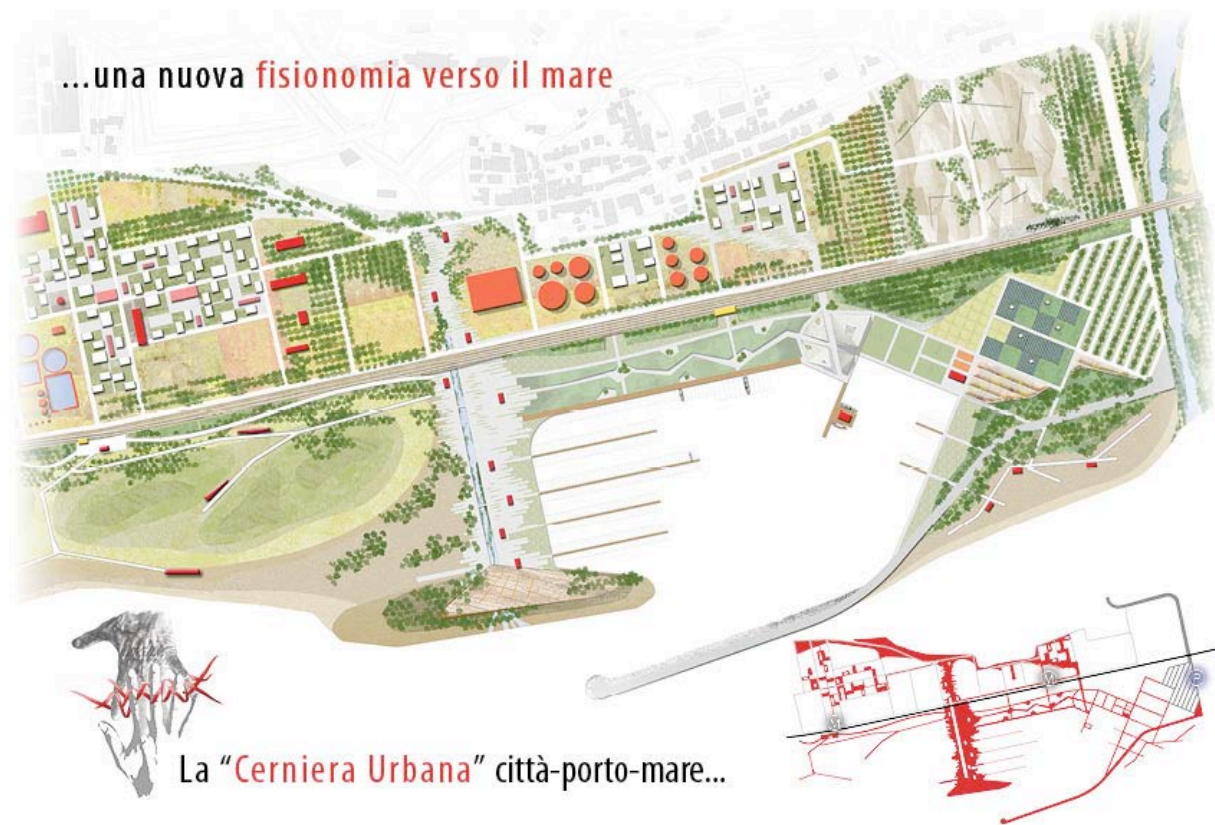 ...una nuova fisionomia verso il mare
La "Cerniera Urbana" città-porto-mare...